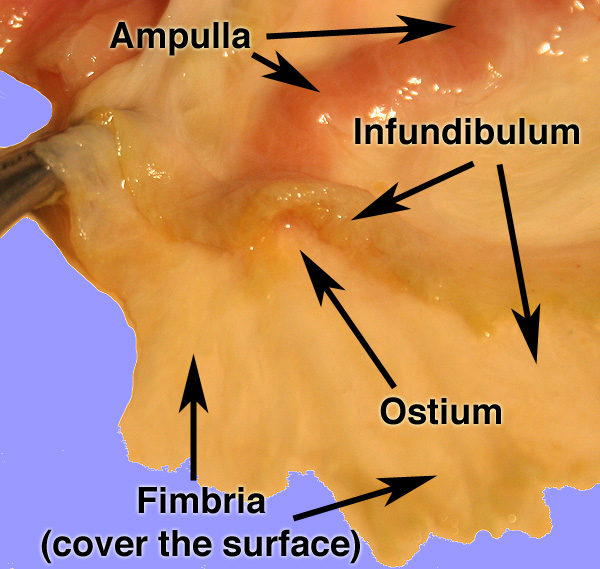 Ampulla
Infundibulum
Ostium
Fimbria
(cover the surface)